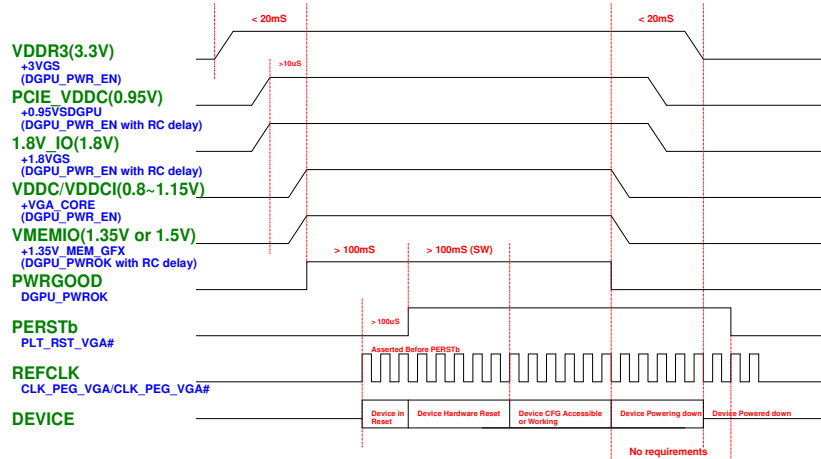 < 20mS
< 20mS
VDDR3(3.3V)
+3VGS
(DGPU_PWR_EN)
>10uS
PCIE_VDDC(0.95V)
+0.95VSDGPU
(DGPU_PWR_EN with RC delay)
1.8V_IO(1.8V)
+1.8VGS
(DGPU_PWR_EN with RC delay)
VDDC/VDDCI(0.8~1.15V)
+VGA_CORE
(DGPU_PWR_EN)
VMEMIO(1.35V or 1.5V)
+1.35V_MEM_GFX
(DGPU_PWROK with RC delay)
> 100mS
> 100mS (SW)
PWRGOOD
DGPU_PWROK
PERSTb
PLT_RST_VGA#
> 100uS
Asserted Before PERSTb
REFCLK
CLK_PEG_VGA/CLK_PEG_VGA#
DEVICE
Device in
Reset
Device Hardware Reset
Device CFG Accessible
or Working
Device Powering down
Device Powered down
No requirements